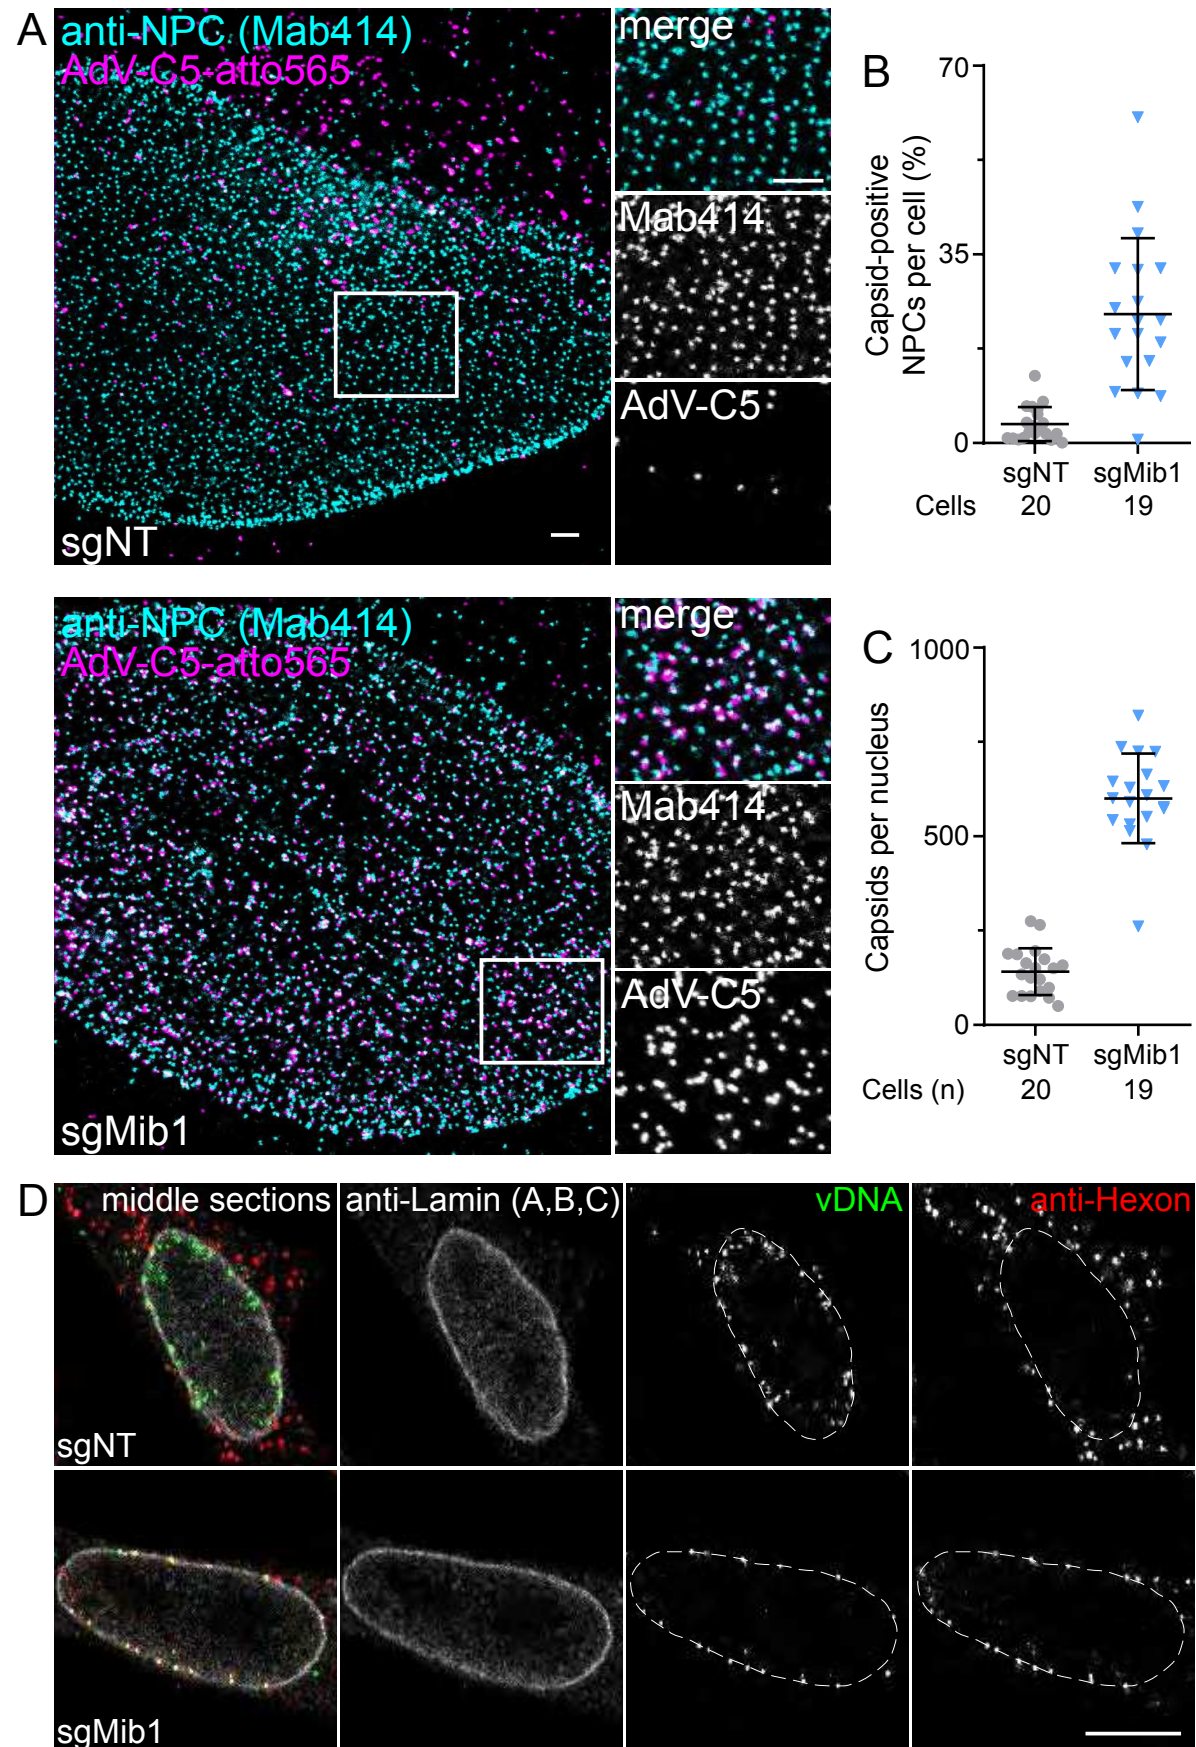 A
anti-NPC (Mab414)
AdV-C5-atto565
sgNT
merge
Mab414
AdV-C5
B
70
35
0
Capsid-positive
NPCs per cell (%)
sgNT sgMib1
Cells 20 19
anti-NPC (Mab414)
AdV-C5-atto565
sgMib1
merge
Mab414
AdV-C5
C
1000
500
0
Capsids per nucleus
sgNT sgMib1
Cells (n) 20 19
D
middle sections anti-Lamin (A,B,C) vDNA anti-Hexon
sgNT
sgMib1